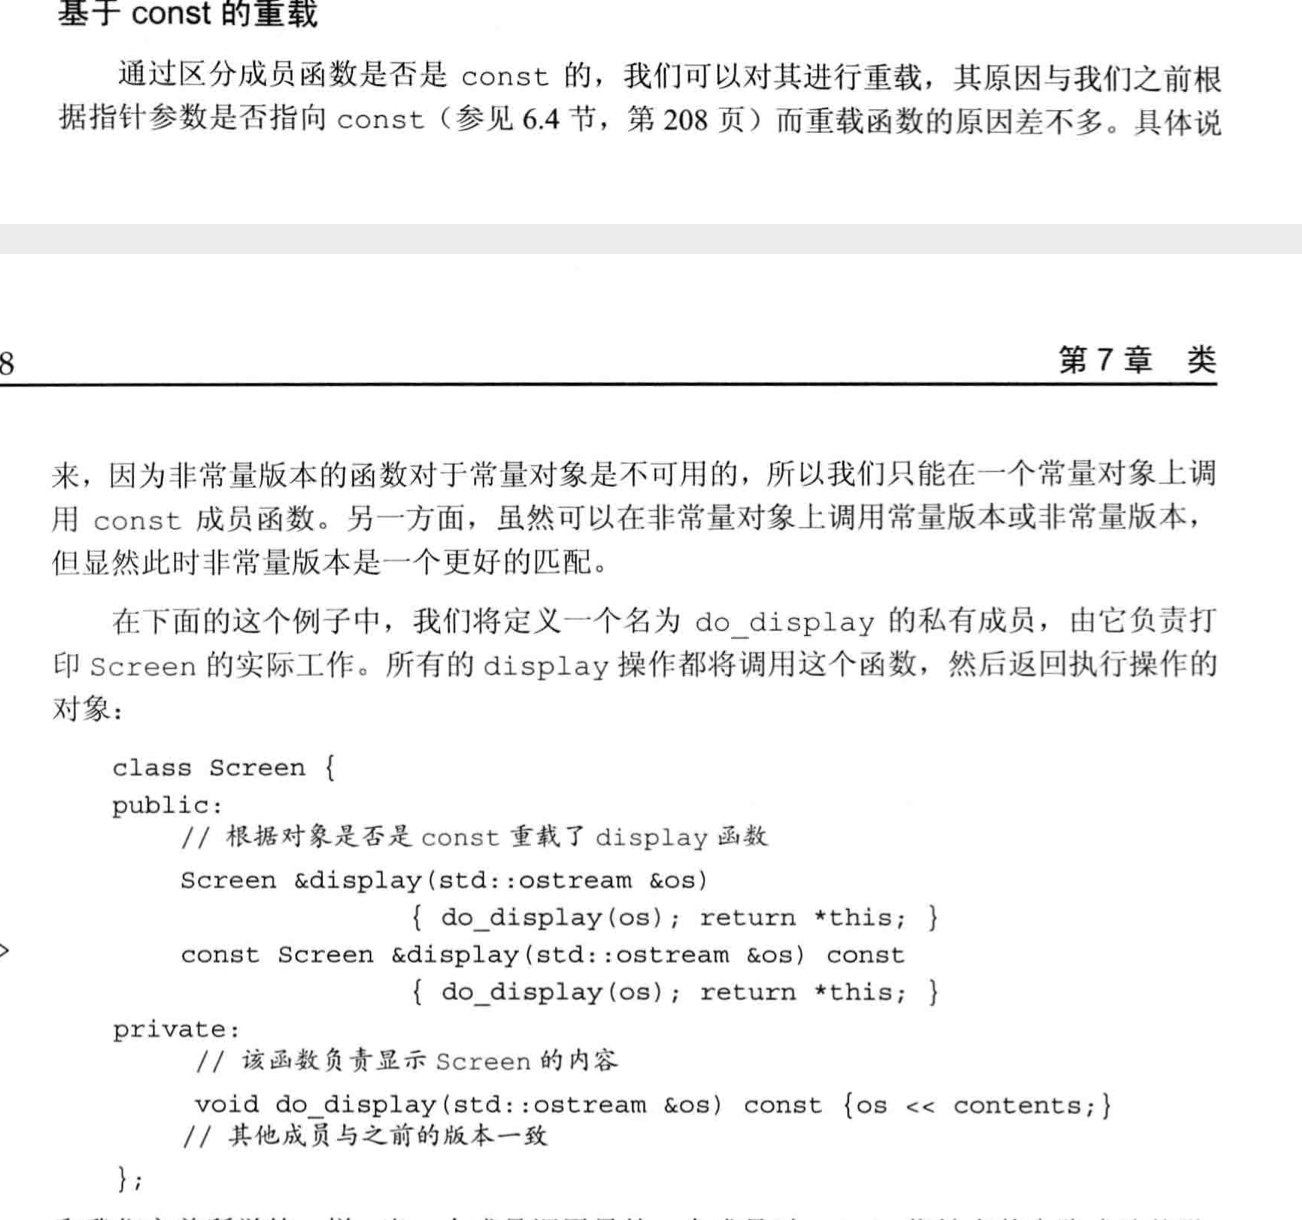 基于 const 的重载
通过区分成员函数是否是 const 的，我们可以对其进行重载，其原因与我们之前根
据指针参数是否指向 const（参见 6.4 节，第 208 页）而重载函数的原因差不多。具体说
8
第 7 章 类
来，因为非常量版本的函数对于常量对象是不可用的，所以我们只能在一个常量对象上调
用 const 成员函数。另一方面，虽然可以在非常量对象上调用常量版本或非常量版本，
但显然此时非常量版本是一个更好的匹配。
在下面的这个例子中，我们将定义一个名为 do_display 的私有成员，由它负责打
印 Screen 的实际工作。所有的 display 操作都将调用这个函数，然后返回执行操作的
对象：
class Screen {
public:
// 根据对象是否是 const 重载了 display 函数
Screen &display(std::ostream &os)
{ do_display(os); return *this; }
const Screen &display(std::ostream &os) const
{ do_display(os); return *this; }
private:
// 该函数负责显示 Screen 的内容
void do_display(std::ostream &os) const {os << contents;}
// 其他成员与之前的版本一致
};